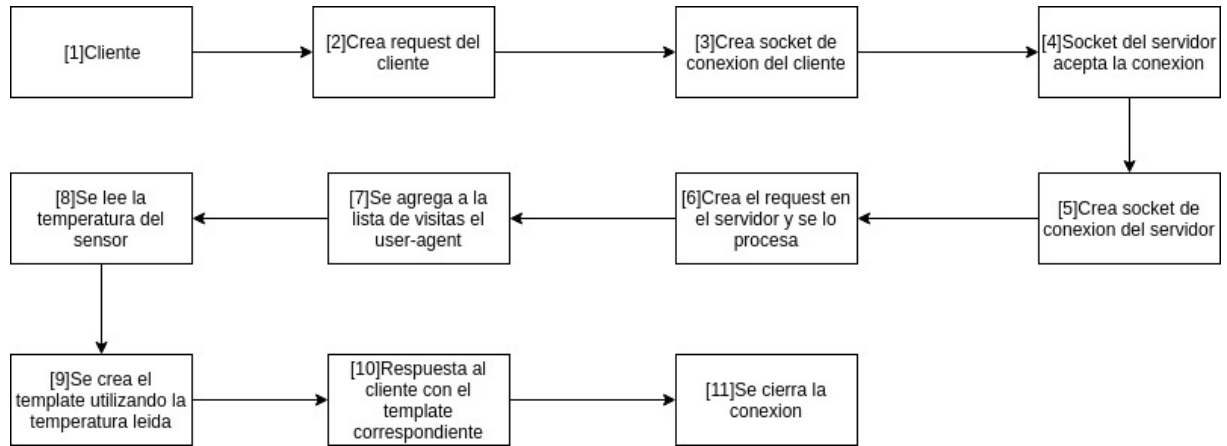 [1]Cliente
[2]Crea request del
cliente
[3]Crea socket de
conexion del cliente
[4]Socket del servidor
acepta la conexion
[5]Crea socket de
conexion del servidor
[6]Crea el request en
el servidor y se lo
procesa
[7]Se agrega a la
lista de visitas el
user-agent
[8]Se lee la
temperatura del
sensor
[9]Se crea el
template utilizando la
temperatura leida
[10]Respuesta al
cliente con el
template
correspondiente
[11]Se cierra la
conexion